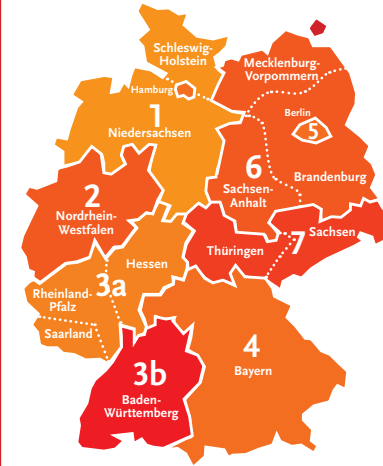 Schleswig-
Holstein
Mecklenburg-
Vorpommern
Hamburg
1
Niedersachsen
Berlin
5
2
Nordrhein-
Westfalen
6
Sachsen-
Anhalt
Brandenburg
Hessen
Thüringen
7
Sachsen
3a
Rheinland-
Pfalz
Saarland
3b
Baden-
Württemberg
4
Bayern